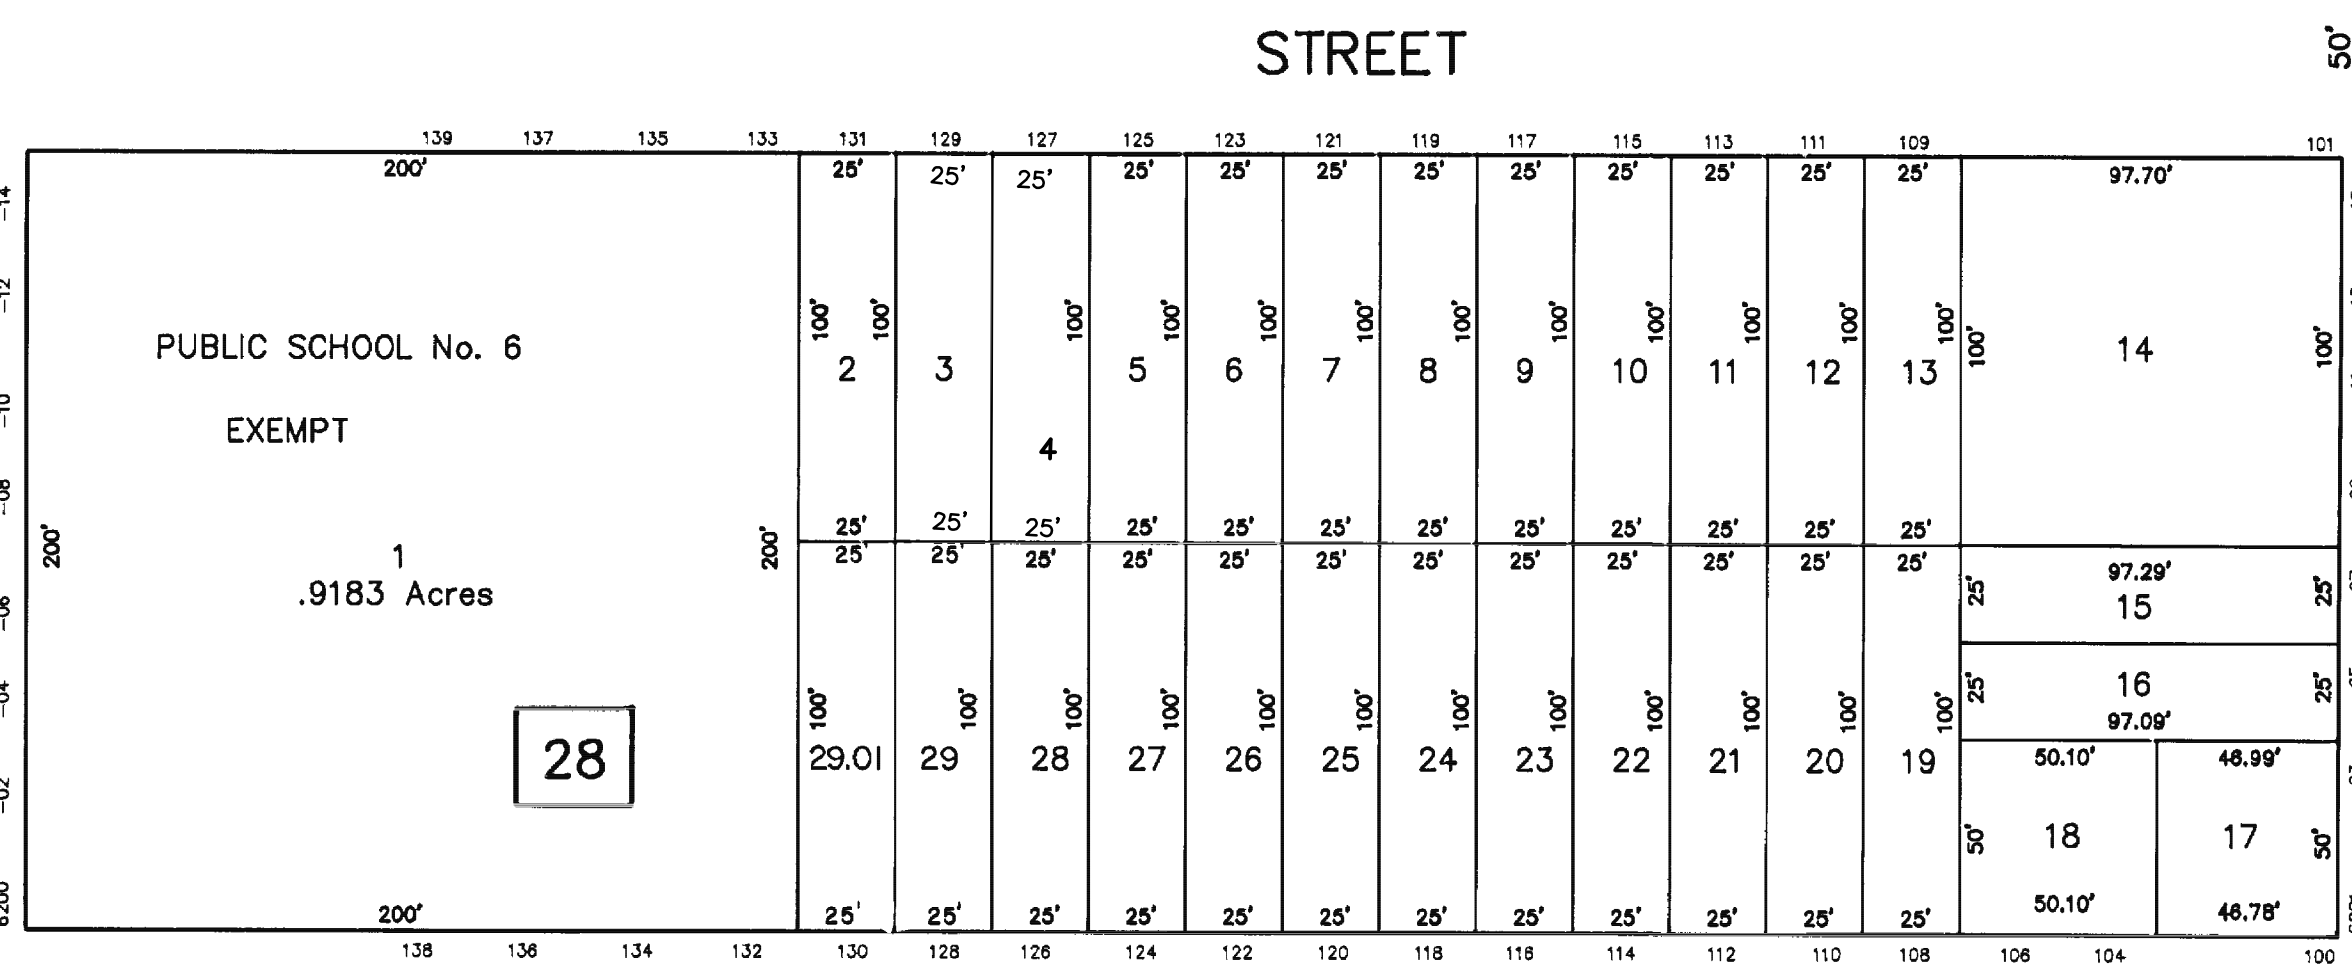 STREET
50'
139 137 135 133 131 129 127 125 123 121 119 117 115 113 111 109 101
200' 25' 25' 25' 25' 25' 25' 25' 25' 25' 25' 25' 25' 97.70'
-14
-12
-10
-08
-06
-04
-02
100' 100' 100' 100' 100' 100' 100' 100' 100' 100' 100' 100' 100' 100'
PUBLIC SCHOOL No. 6
2 3 5 6 7 8 9 10 11 12 13 14
EXEMPT
4
25' 25' 25' 25' 25' 25' 25' 25' 25' 25' 25' 25'
200' 200'
1
25' 25' 25' 25' 25' 25' 25' 25' 25' 25' 25' 25'
.9183 Acres
97.29'
25' 15 25'
25' 16 25'
97.09'
100' 100' 100' 100' 100' 100' 100' 100' 100' 100' 100' 100'
28
29.01 29 28 27 26 25 24 23 22 21 20 19
50.10' 46.99'
50' 18 17 50'
50.10' 46.78'
200' 25' 25' 25' 25' 25' 25' 25' 25' 25' 25' 25' 25'
138 136 134 132 130 128 126 124 122 120 118 116 114 112 110 108 106 104 100